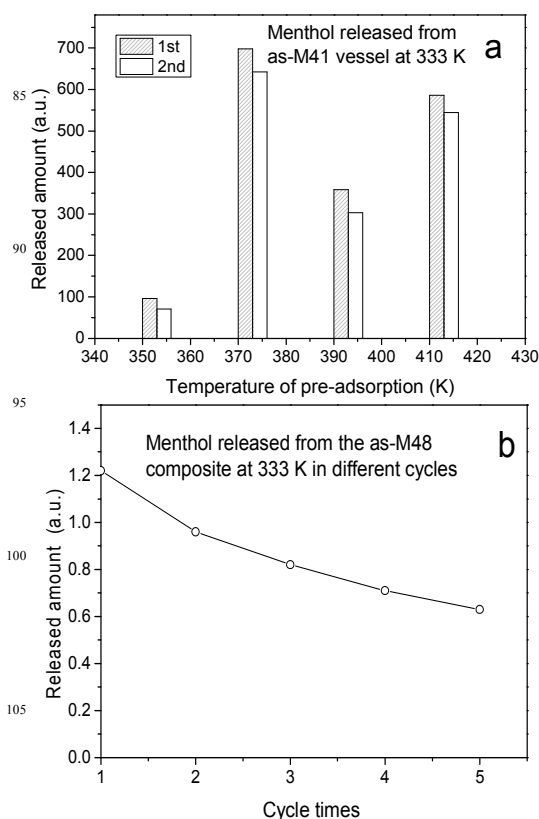 Menthol released from
as-M41 vessel at 333 K
a
1st
2nd
700
600
500
400
300
200
100
0
Released amount (a.u.)
340 350 360 370 380 390 400 410 420 430
Temperature of pre-adsorption (K)
85
90
95
100
105
Menthol released from the as-M48
composite at 333 K in different cycles
b
1.4
1.2
1.0
0.8
0.6
0.4
0.2
0.0
Released amount (a.u.)
1 2 3 4 5
Cycle times